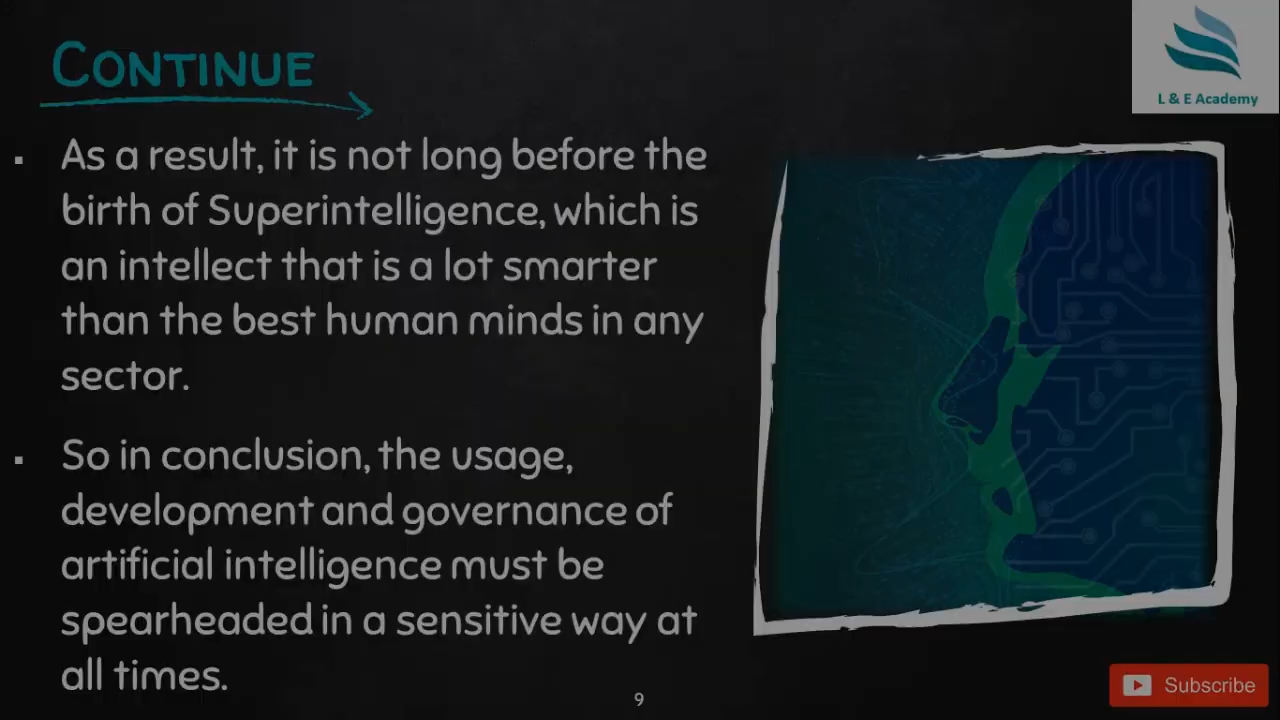 CONTINUE
L & E Academy
▪ As a result, it is not long before the
birth of Superintelligence, which is
an intellect that is a lot smarter
than the best human minds in any
sector.
▪ So in conclusion, the usage,
development and governance of
artificial intelligence must be
spearheaded in a sensitive way at
all times.
9
Subscribe